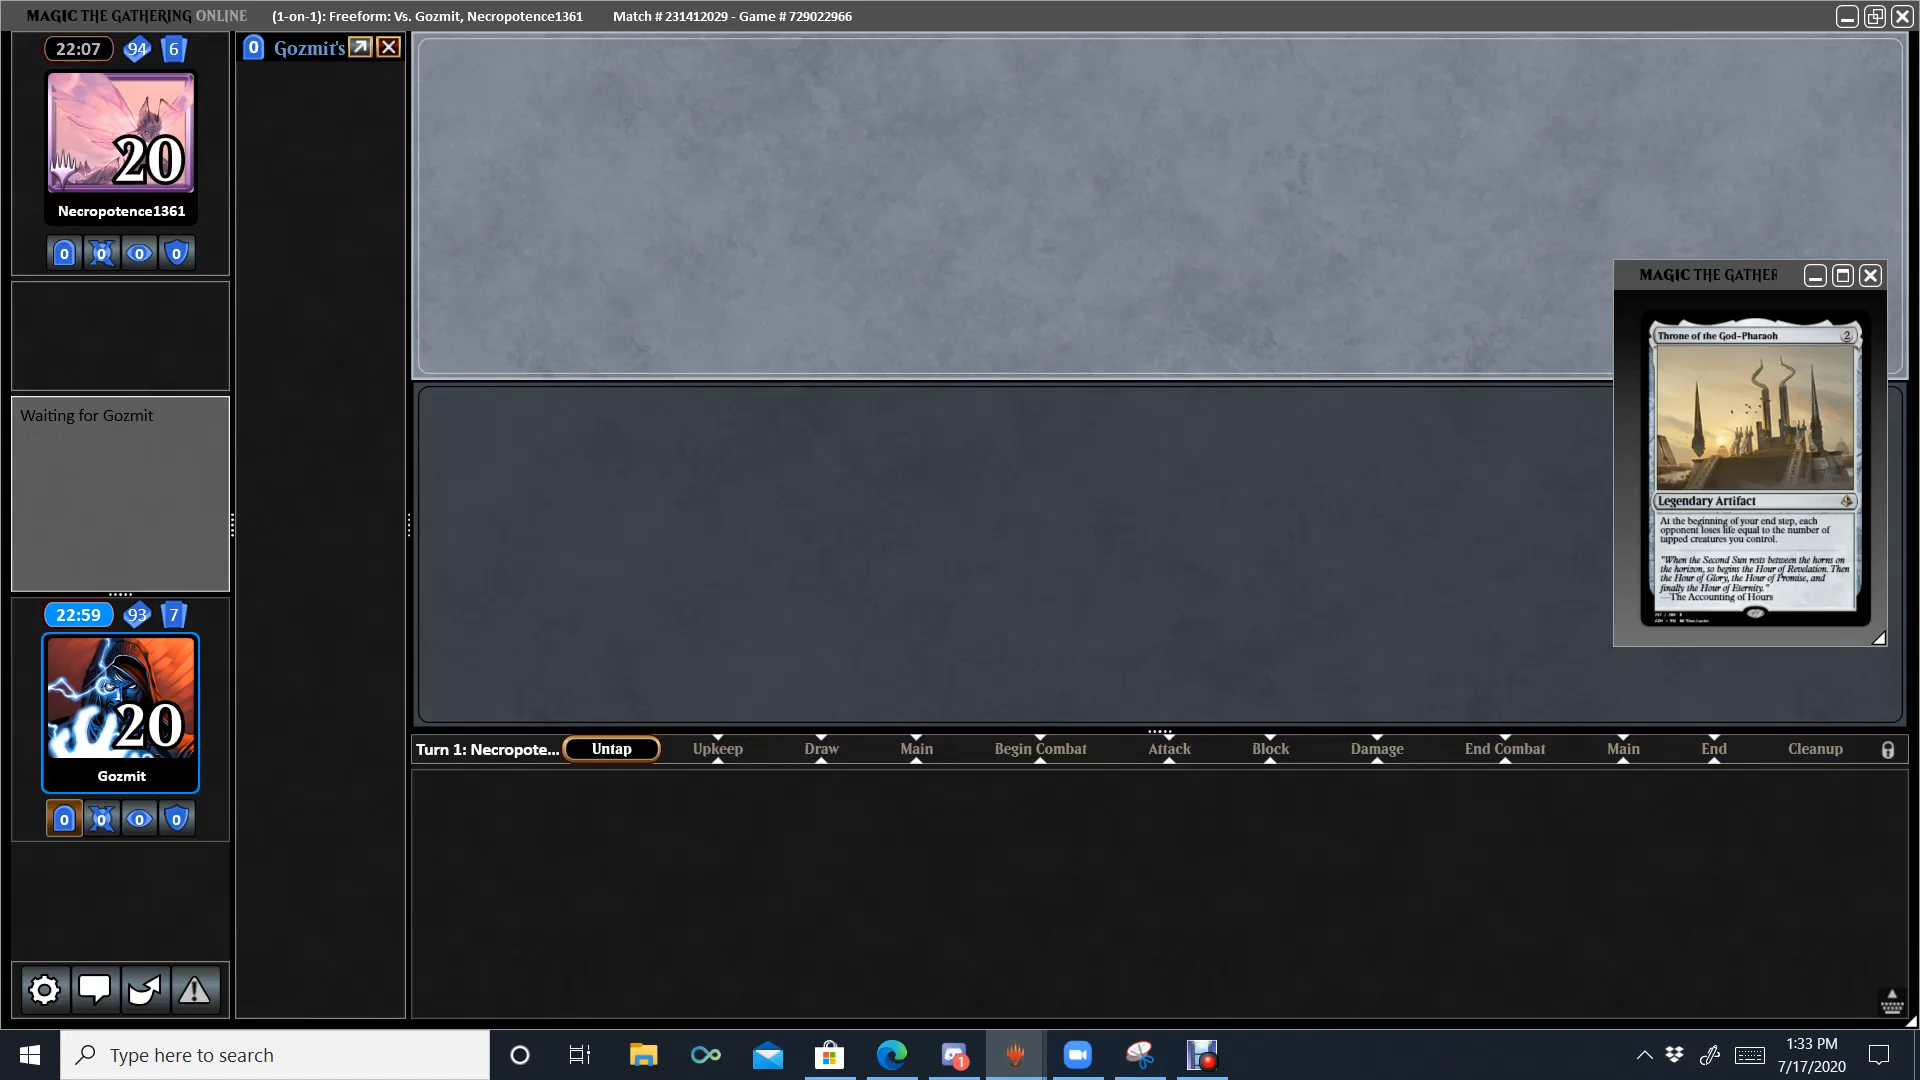 MAGIC THE GATHERING ONLINE (1-on-1): Freeform: Vs. Gozmit, Necropotence1361 Match # 231412029 - Game # 729022966
22:07 94 6
20
Necropotence1361
0 0 0 0
Waiting for Gozmit
22:59 93 7
20
Gozmit
0 0 0 0
0 Gozmit's
MAGIC THE GATHER
Throne of the God-Pharaoh 2
Legendary Artifact
At the beginning of your end step, each
opponent loses life equal to the number of
tapped creatures you control.
"When the Second Sun rests between the horns on
the horizon, so begins the Hour of Revelation. Then
the Hour of Glory, the Hour of Promise, and
finally the Hour of Eternity."
—The Accounting of Hours
Turn 1: Necropote... Untap Upkeep Draw Main Begin Combat Attack Block Damage End Combat Main End Cleanup
Type here to search
1
1:33 PM
7/17/2020